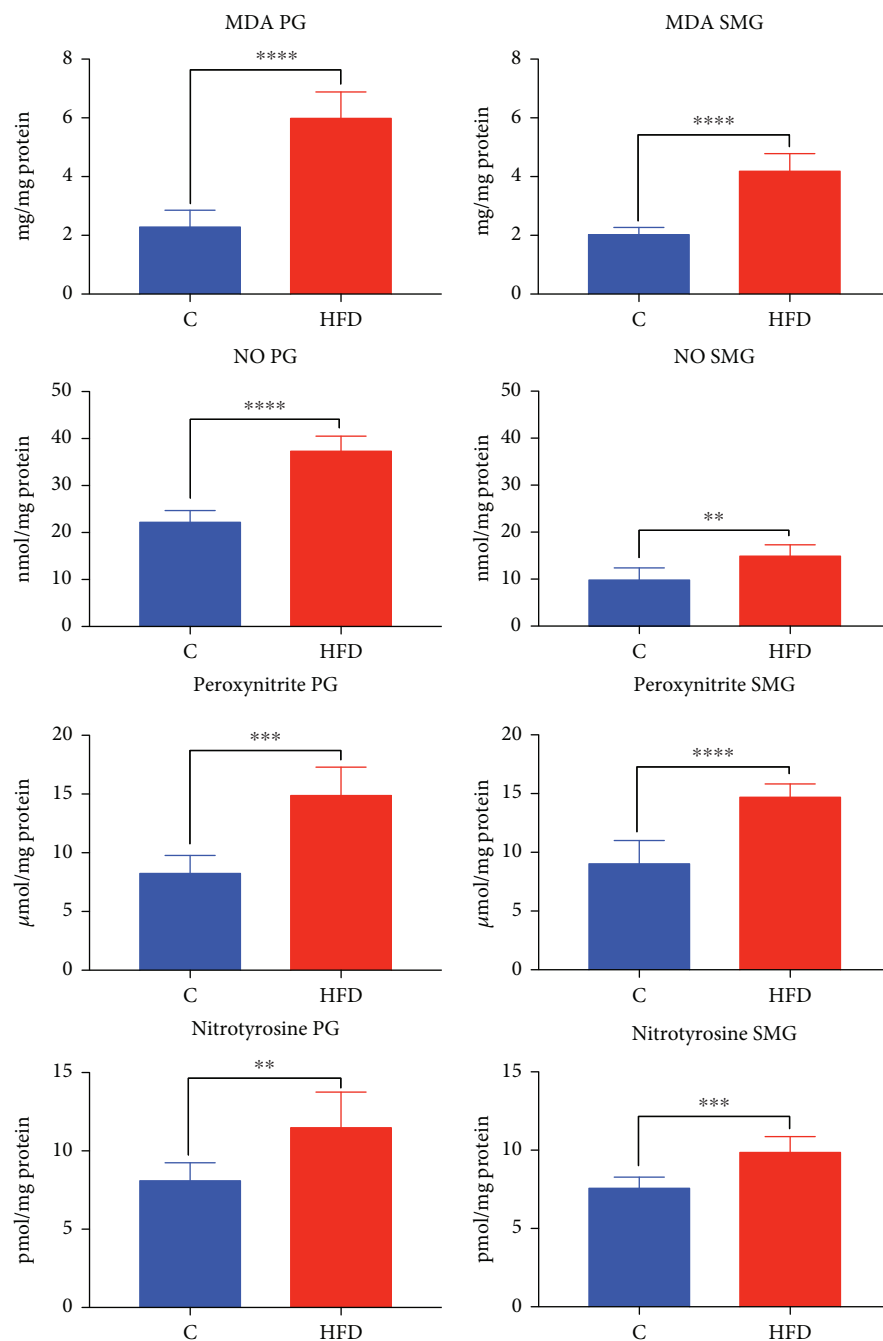 MDA PG
8
6
4
2
0
mg/mg protein
****
C HFD
MDA SMG
8
6
4
2
0
mg/mg protein
****
C HFD
NO PG
50
40
30
20
10
0
nmol/mg protein
****
C HFD
NO SMG
50
40
30
20
10
0
nmol/mg protein
**
C HFD
Peroxynitrite PG
20
15
10
5
0
μmol/mg protein
***
C HFD
Peroxynitrite SMG
20
15
10
5
0
μmol/mg protein
****
C HFD
Nitrotyrosine PG
15
10
5
0
pmol/mg protein
**
C HFD
Nitrotyrosine SMG
15
10
5
0
pmol/mg protein
***
C HFD